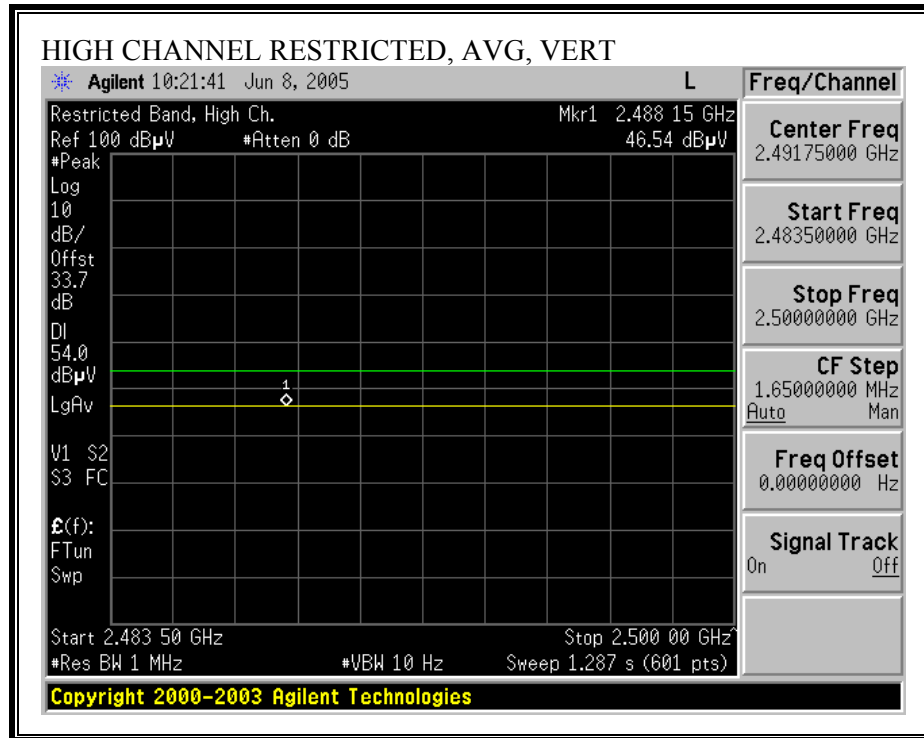 HIGH CHANNEL RESTRICTED, AVG, VERT
Agilent 10:21:41 Jun 8, 2005 L
Freq/Channel
Restricted Band, High Ch. Mkr1 2.488 15 GHz
Ref 100 dBµV #Atten 0 dB 46.54 dBµV
#Peak
Log
10
dB/
Offst
33.7
dB
DI
54.0
dBµV
LgAv
1
V1 S2
S3 FC
£(f):
FTun
Swp
Start 2.483 50 GHz Stop 2.500 00 GHz^
#Res BW 1 MHz #VBW 10 Hz Sweep 1.287 s (601 pts)
Center Freq
2.49175000 GHz
Start Freq
2.48350000 GHz
Stop Freq
2.50000000 GHz
CF Step
1.65000000 MHz
Auto Man
Freq Offset
0.00000000 Hz
Signal Track
On Off
Copyright 2000-2003 Agilent Technologies